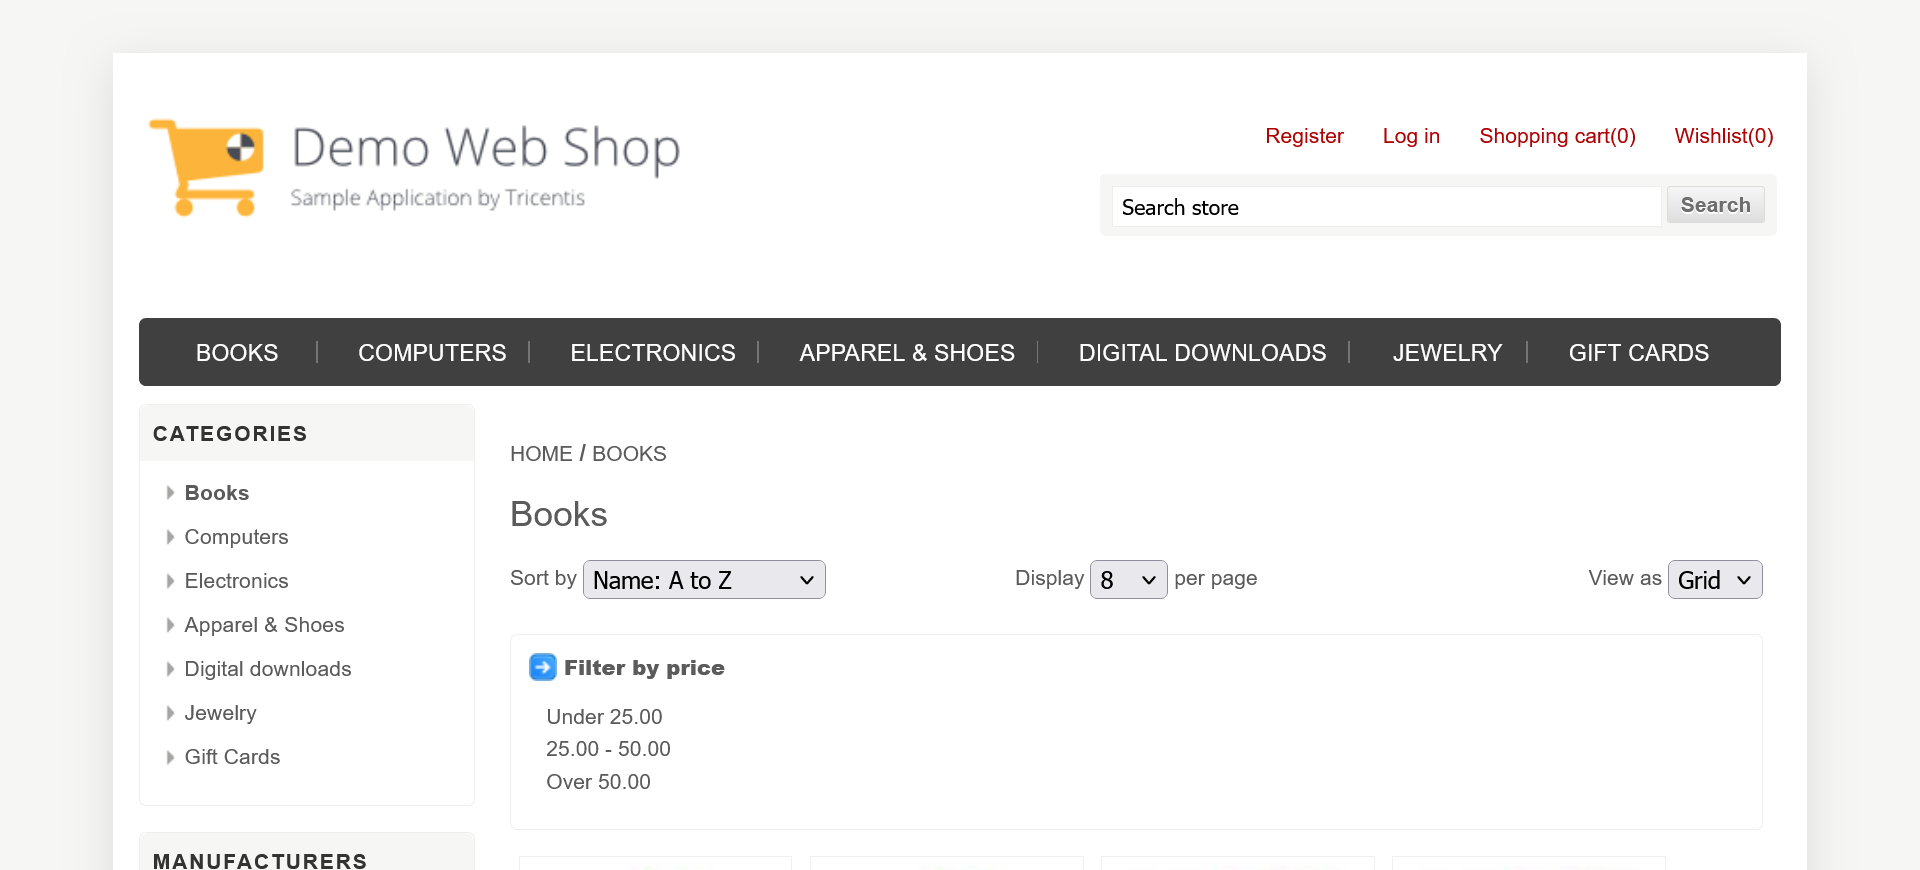 Demo Web Shop
Sample Application by Tricentis
Register Log in Shopping cart(0) Wishlist(0)
Search store Search
BOOKS COMPUTERS ELECTRONICS APPAREL & SHOES DIGITAL DOWNLOADS JEWELRY GIFT CARDS
CATEGORIES
Books
Computers
Electronics
Apparel & Shoes
Digital downloads
Jewelry
Gift Cards
MANUFACTURERS
HOME / BOOKS
Books
Sort by Name: A to Z Display 8 per page View as Grid
Filter by price
Under 25.00
25.00 - 50.00
Over 50.00